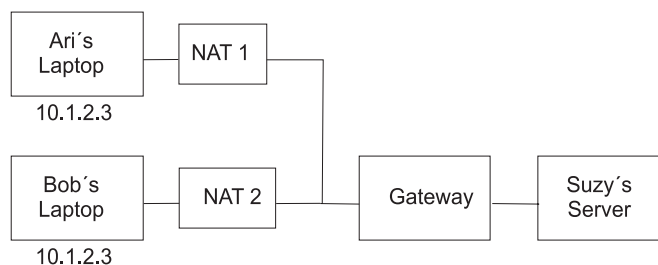 Ari´s
Laptop
NAT 1
10.1.2.3
Bob´s
Laptop
NAT 2
Gateway
Suzy´s
Server
10.1.2.3